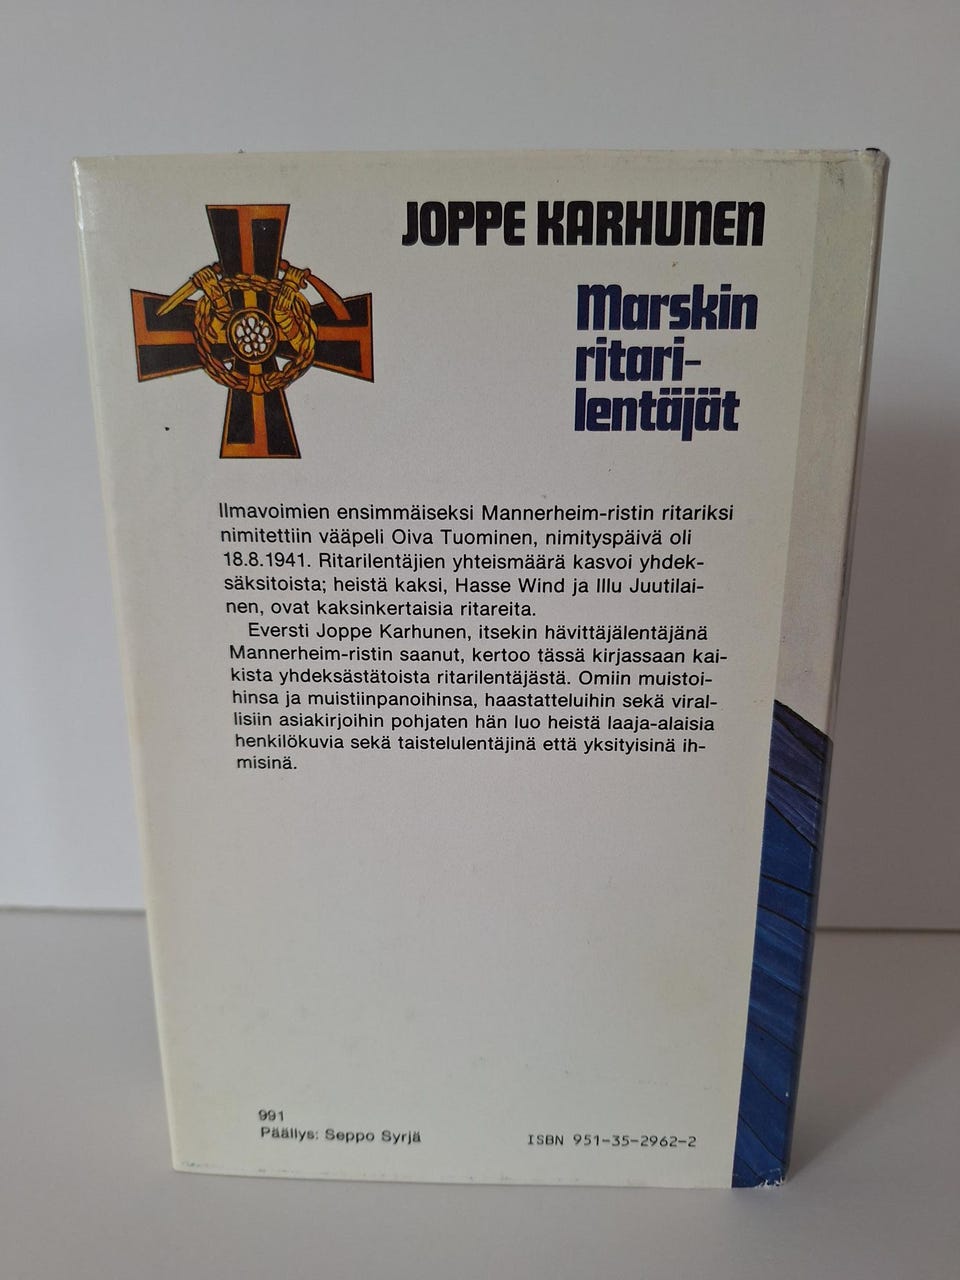 JOPPE KARHUNEN
Marskin
ritari-
lentäjät
Ilmavoimien ensimmäiseksi Mannerheim-ristin ritariksi
nimitettiin vääpeli Oiva Tuominen, nimityspäivä oli
18.8.1941. Ritarilentäjien yhteismäärä kasvoi yhdek-
säksitoista; heistä kaksi, Hasse Wind ja Illu Juutilai-
nen, ovat kaksinkertaisia ritareita.
Eversti Joppe Karhunen, itsekin hävittäjälentäjänä
Mannerheim-ristin saanut, kertoo tässä kirjassaan kai-
kista yhdeksästätoista ritarilentäjästä. Omiin muistoi-
hinsa ja muistiinpanoihinsa, haastatteluihin sekä viral-
lisiin asiakirjoihin pohjaten hän luo heistä laaja-alaisia
henkilökuvia sekä taistelulentäjinä että yksityisinä ih-
misinä.
991
Päällys: Seppo Syrjä
ISBN 951-35-2962-2